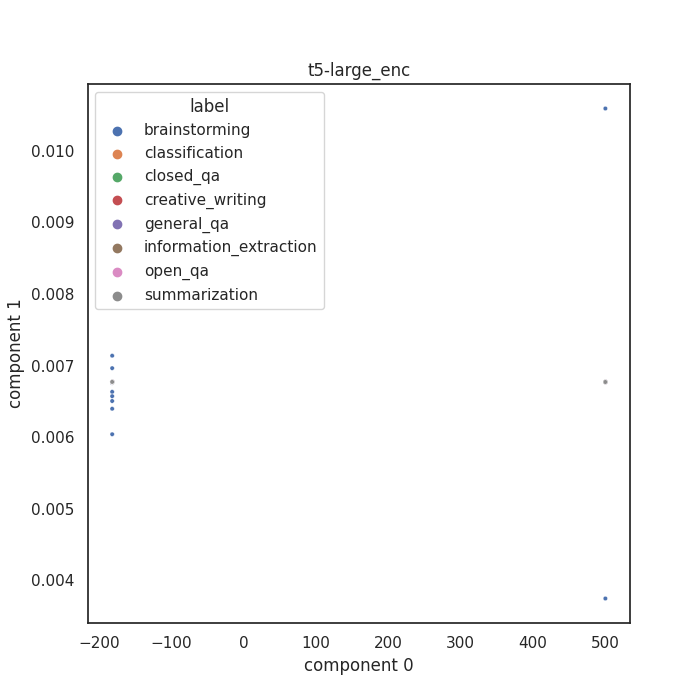 t5-large_enc
label
brainstorming
classification
closed_qa
creative_writing
general_qa
information_extraction
open_qa
summarization
0.010
0.009
0.008
0.007
0.006
0.005
0.004
component 1
−200 −100 0 100 200 300 400 500
component 0